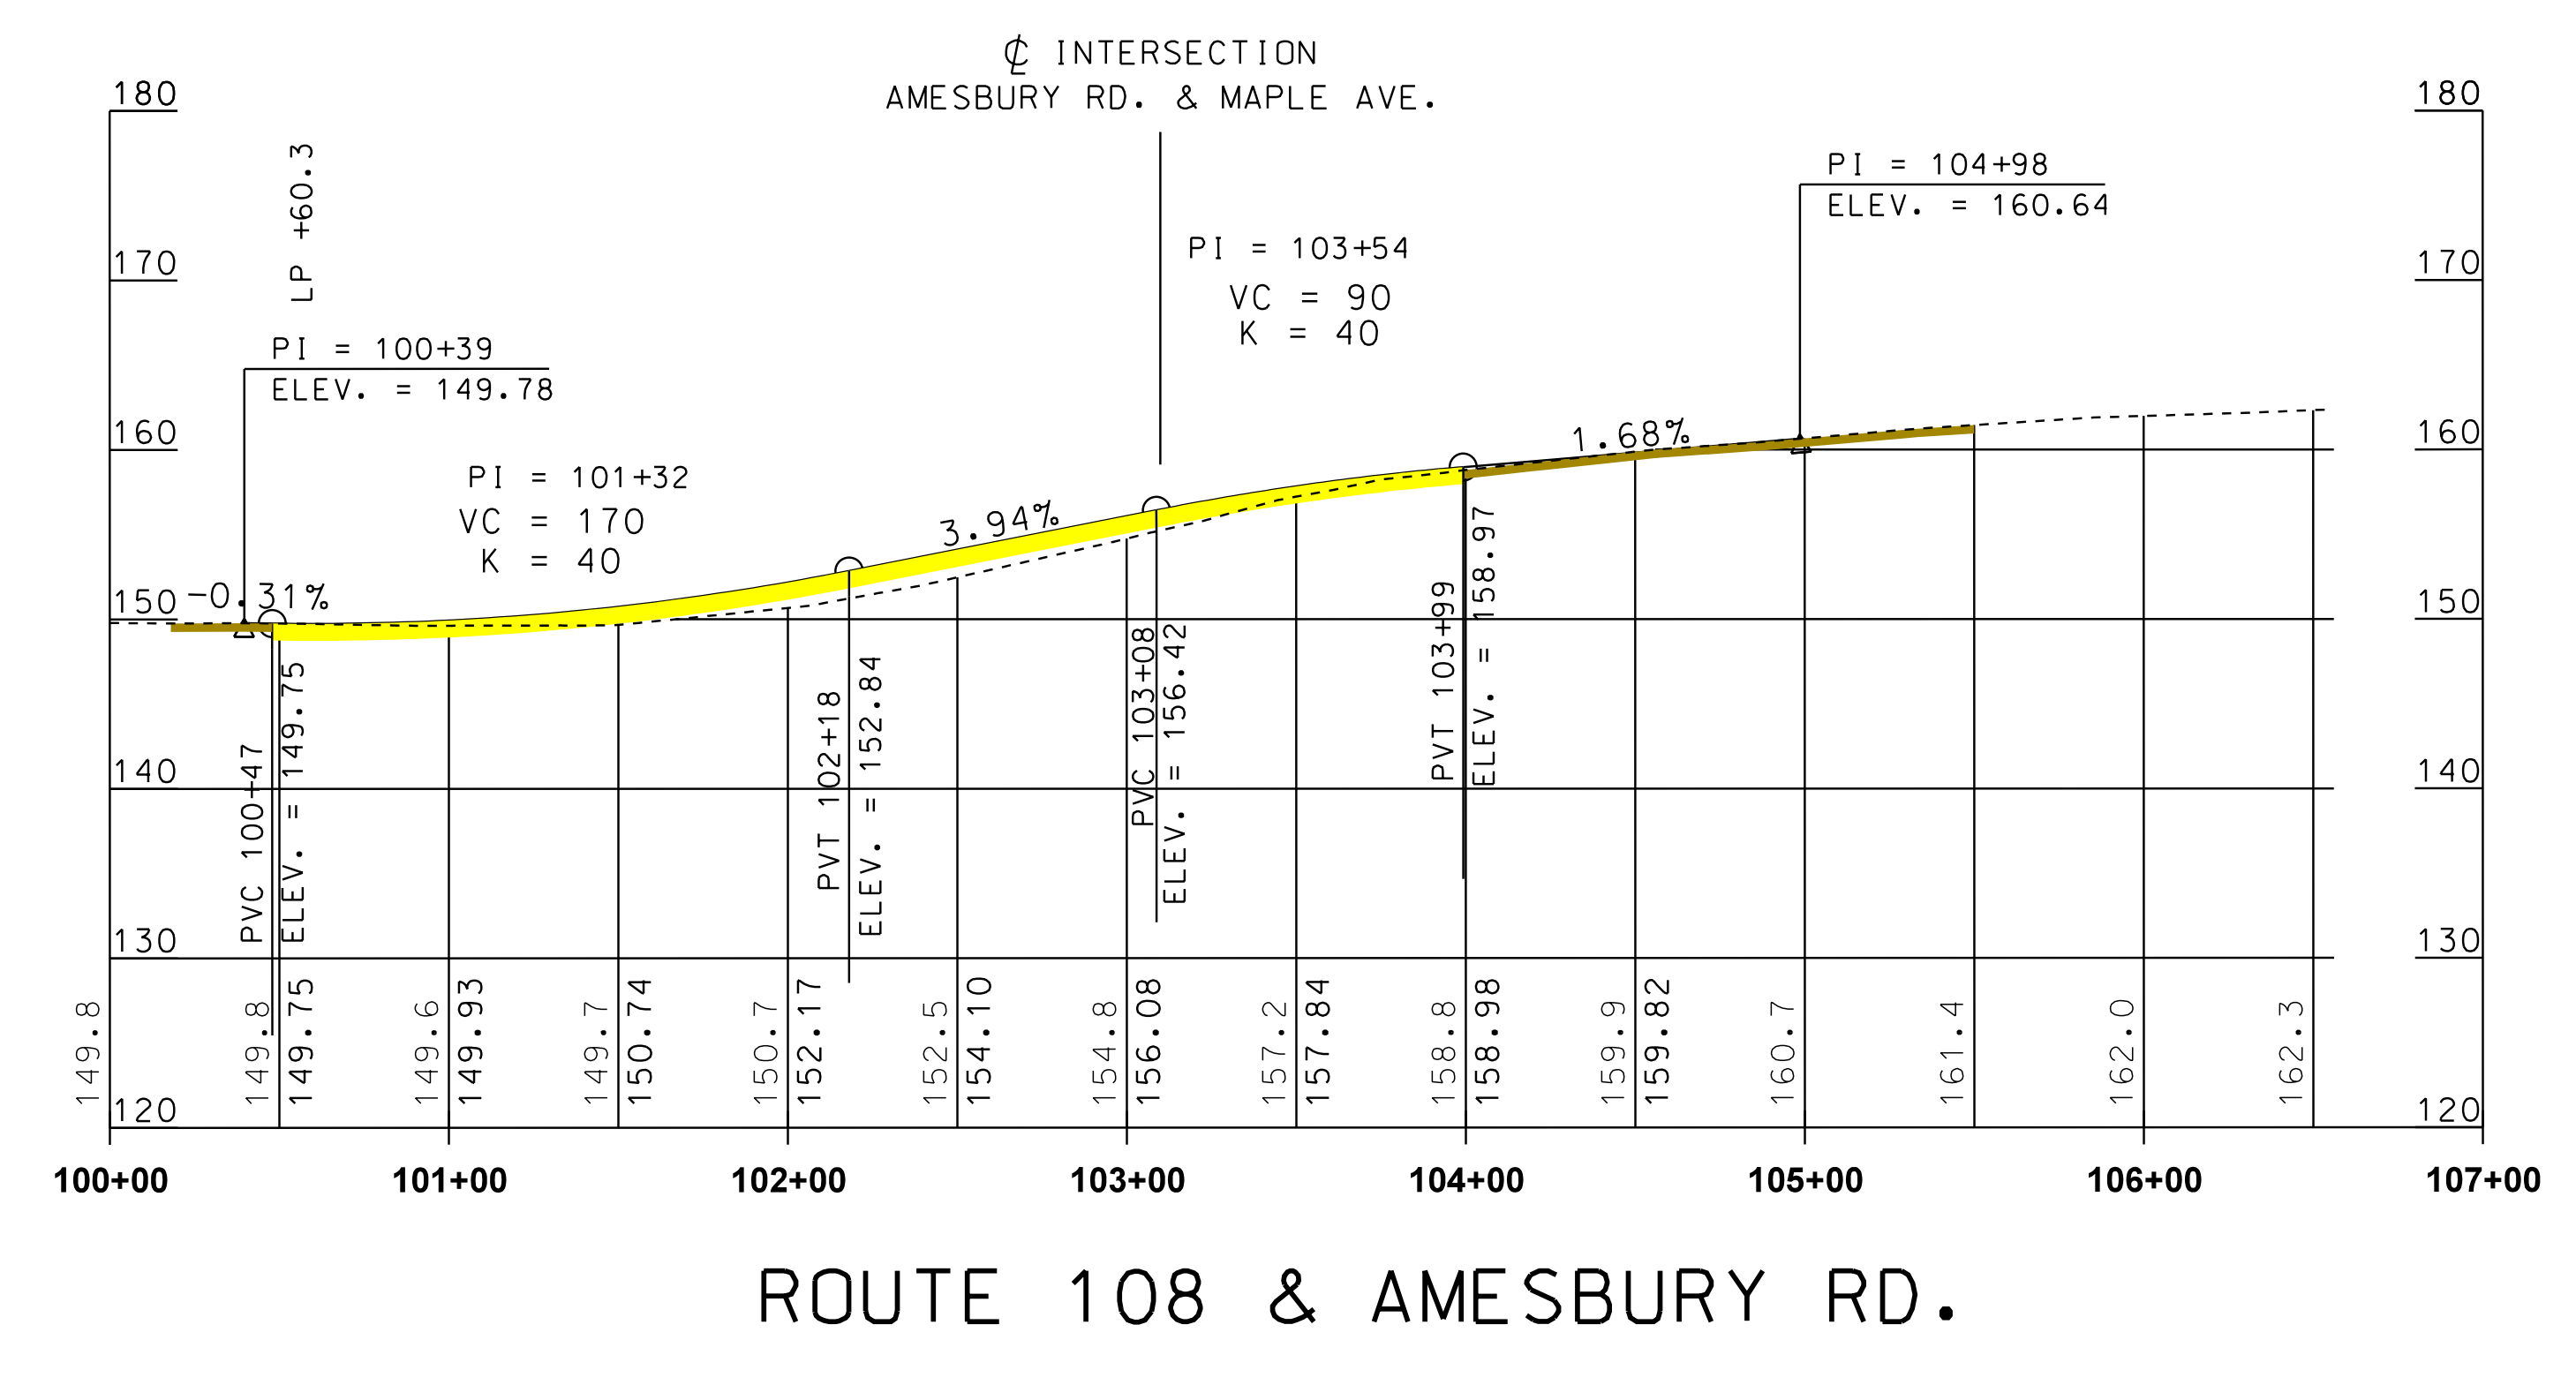 ℄ INTERSECTION
AMESBURY RD. & MAPLE AVE.
180
180
LP +60.3
PI = 104+98
ELEV. = 160.64
170
170
PI = 103+54
VC = 90
K = 40
PI = 100+39
ELEV. = 149.78
160
160
1.68%
PI = 101+32
VC = 170
K = 40
3.94%
150
-0.31%
150
PVC 100+47
ELEV. = 149.75
PVT 102+18
ELEV. = 152.84
PVC 103+08
ELEV. = 156.42
PVT 103+99
ELEV. = 158.97
140
140
130
130
149.8
149.8
149.75
149.6
149.93
149.7
150.74
150.7
152.17
152.5
154.10
154.8
156.08
157.2
157.84
158.8
158.98
159.9
159.82
160.7
161.4
162.0
162.3
120
120
100+00 101+00 102+00 103+00 104+00 105+00 106+00 107+00
ROUTE 108 & AMESBURY RD.